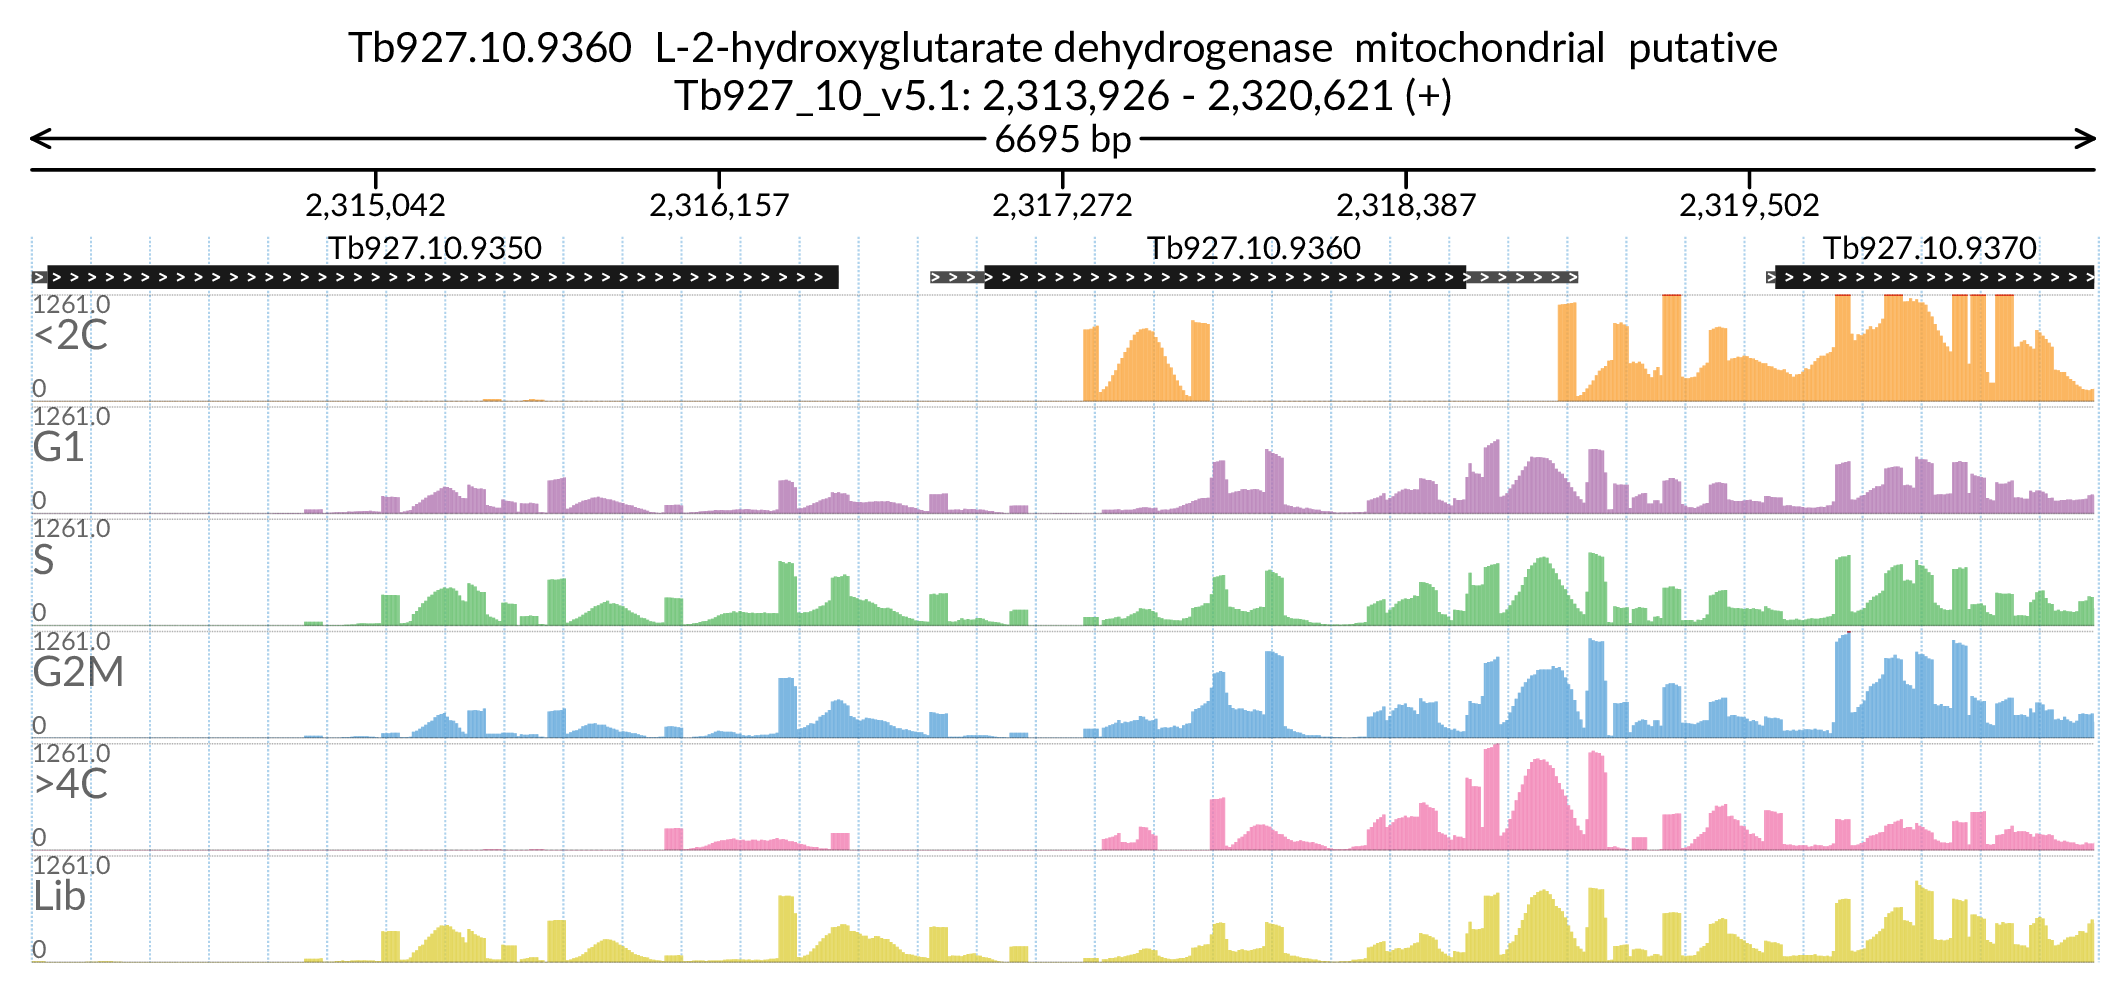 Tb927.10.9360 L-2-hydroxyglutarate dehydrogenase mitochondrial putative
Tb927_10_v5.1: 2,313,926 - 2,320,621 (+)
6695 bp
2,315,042 2,316,157 2,317,272 2,318,387 2,319,502
Tb927.10.9350 Tb927.10.9360 Tb927.10.9370
1261.0
<2C
0
1261.0
G1
0
1261.0
S
0
1261.0
G2M
0
1261.0
>4C
0
1261.0
Lib
0